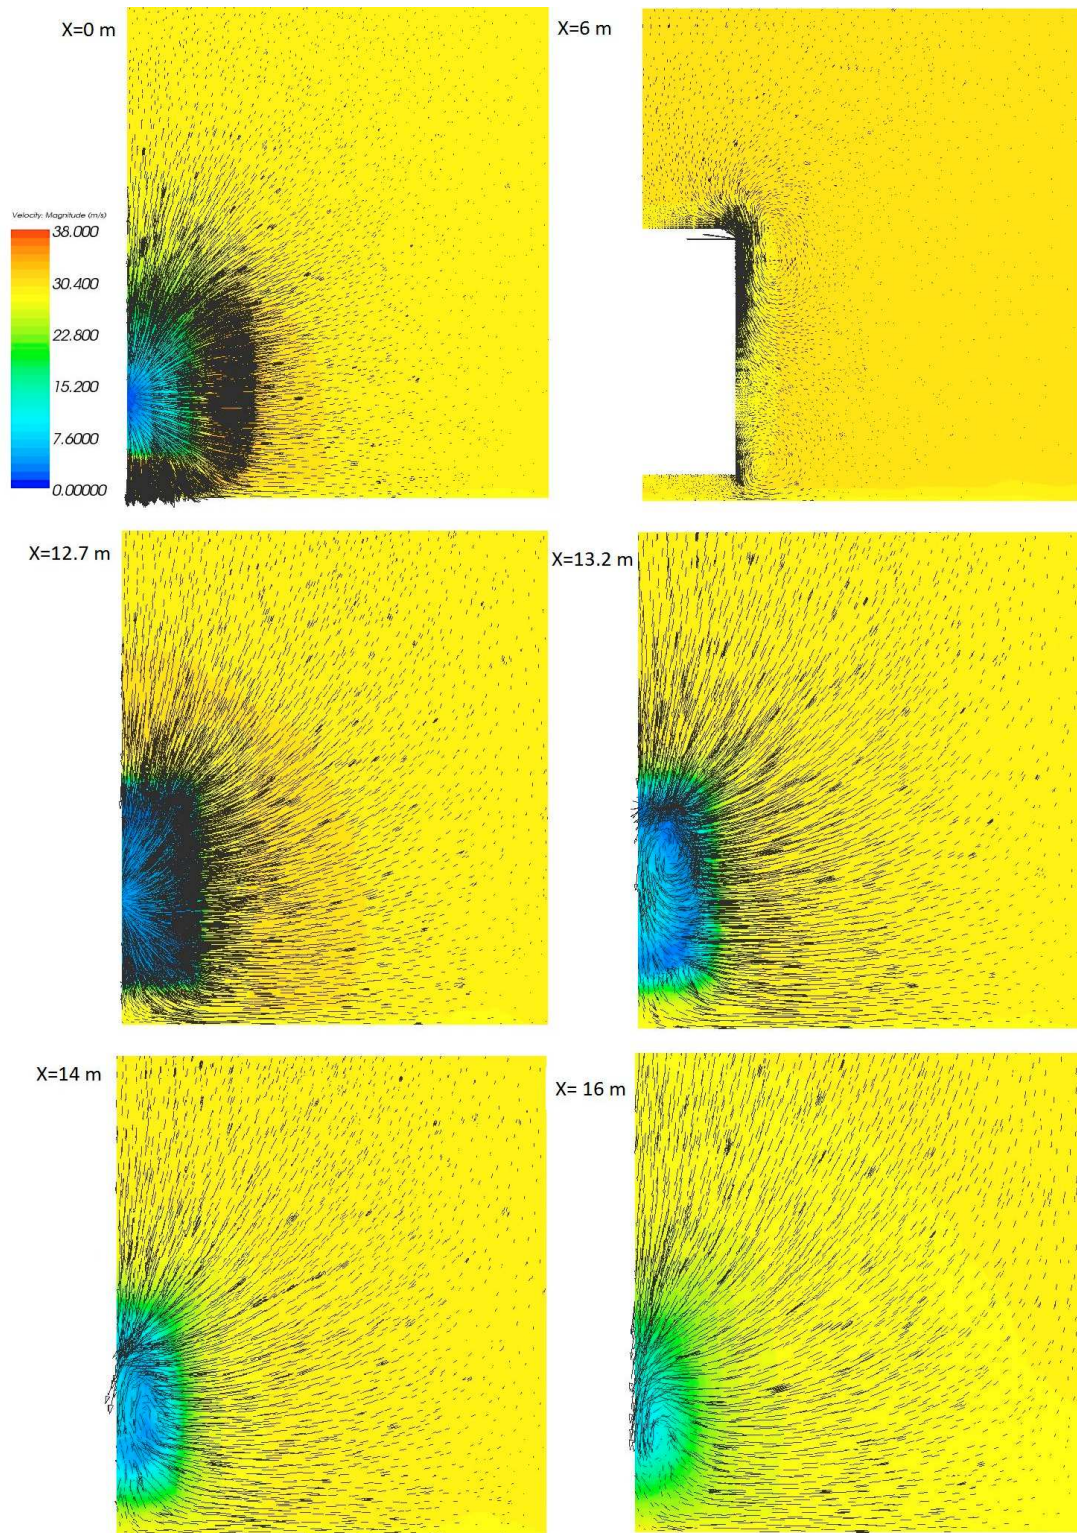 X=0 m
X=6 m
Velocity: Magnitude (m/s)
38.000
30.400
22.800
15.200
7.6000
0.00000
X=12.7 m
X=13.2 m
X=14 m
X= 16 m